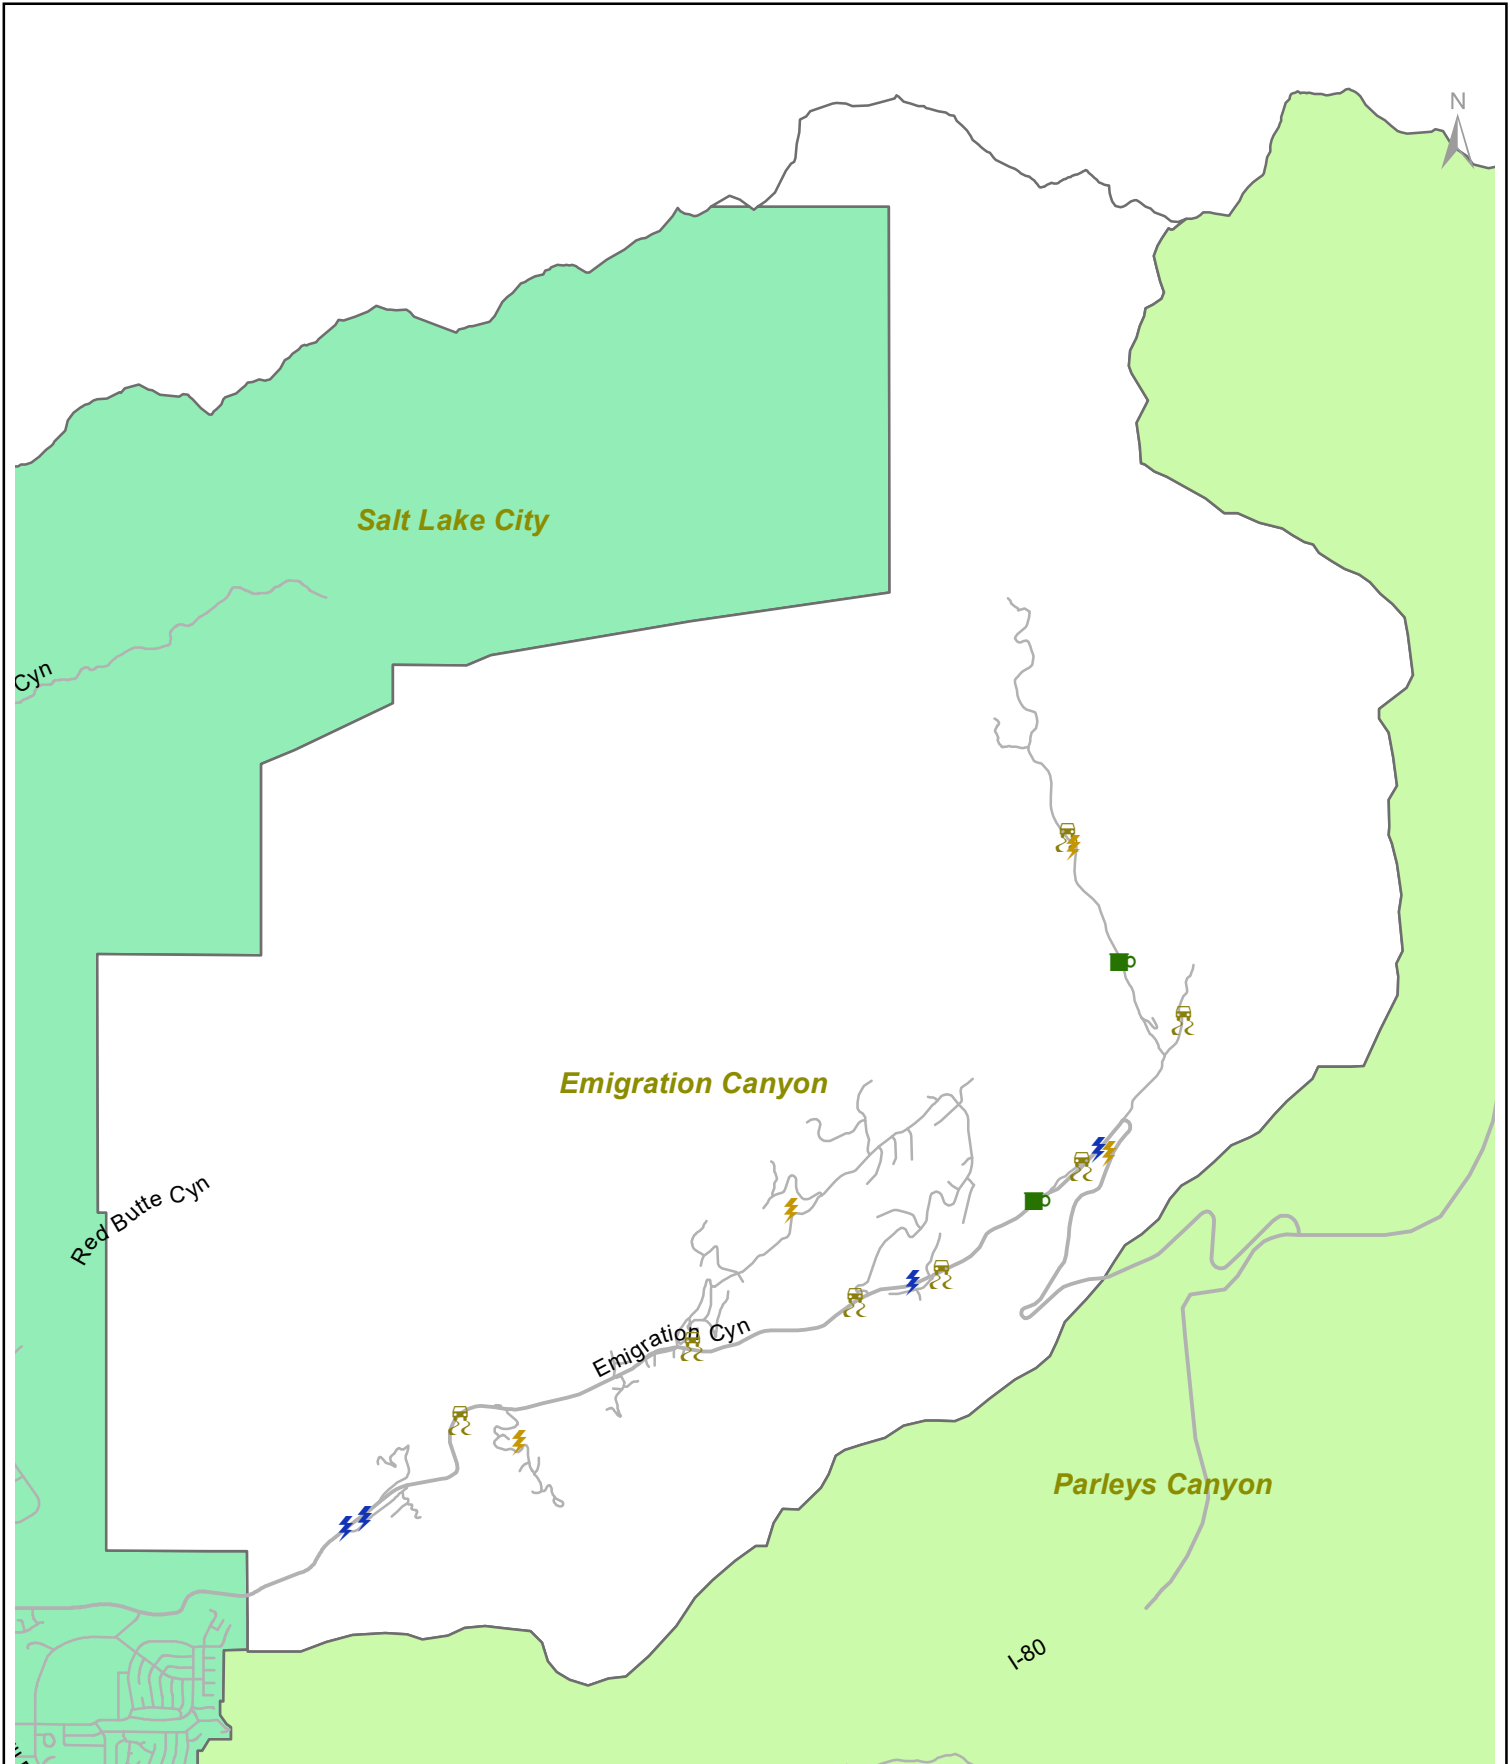 N
Salt Lake City
Cyn
Emigration Canyon
Red Butte Cyn
Emigration Cyn
Parleys Canyon
I-80